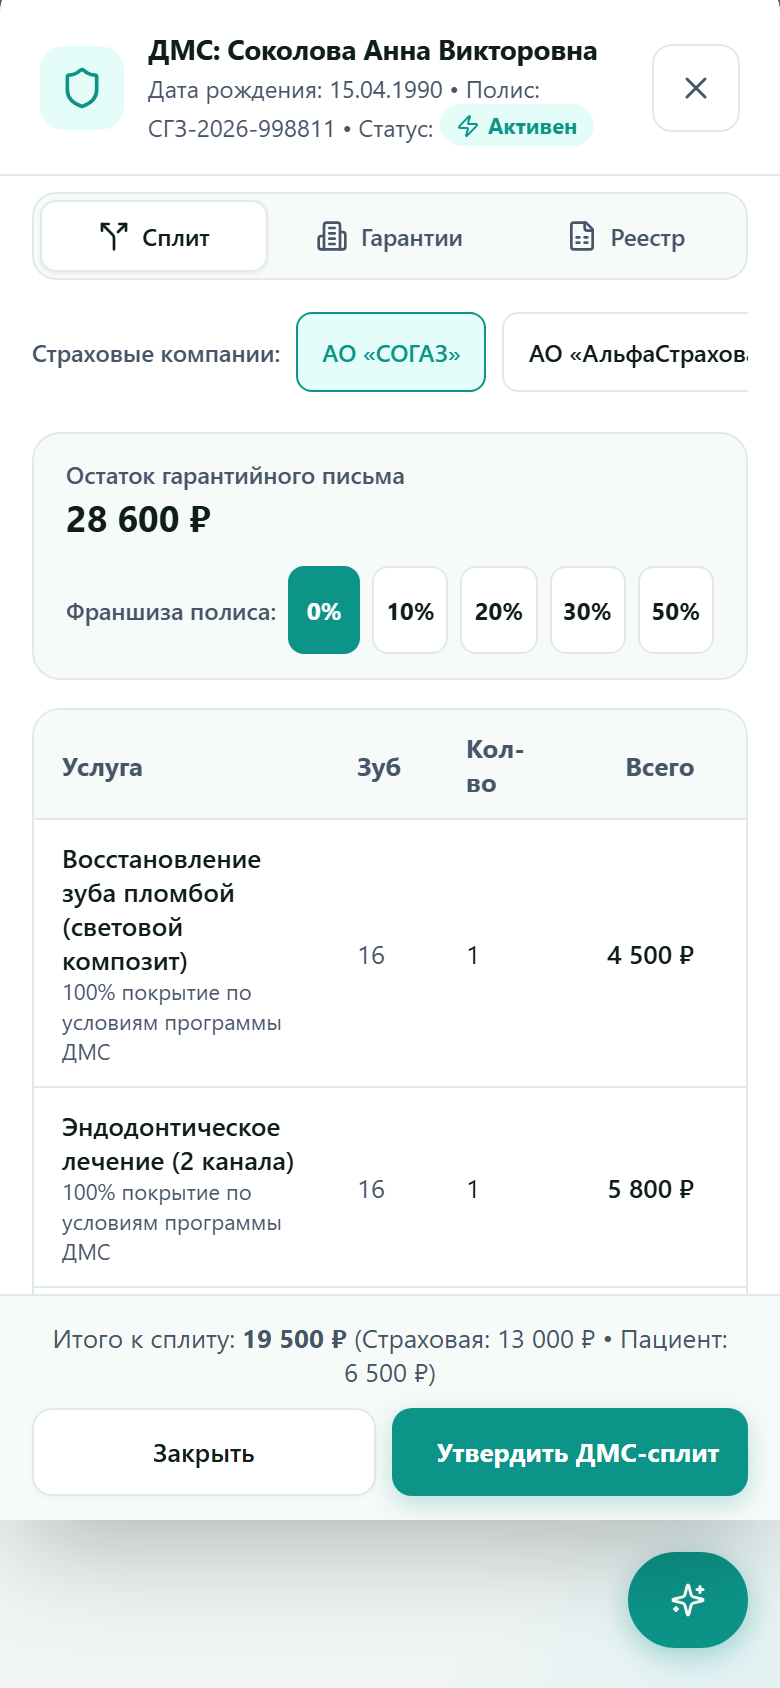 ДМС: Соколова Анна Викторовна
Дата рождения: 15.04.1990 • Полис:
СГЗ-2026-998811 • Статус: Активен
Сплит Гарантии Реестр
Страховые компании: АО «СОГАЗ» АО «АльфаСтрахова
Остаток гарантийного письма
28 600 ₽
Франшиза полиса: 0% 10% 20% 30% 50%
Услуга Зуб Кол-
во Всего
Восстановление
зуба пломбой
(световой
композит)
100% покрытие по
условиям программы
ДМС
16 1 4 500 ₽
Эндодонтическое
лечение (2 канала)
100% покрытие по
условиям программы
ДМС
16 1 5 800 ₽
Итого к сплиту: 19 500 ₽ (Страховая: 13 000 ₽ • Пациент:
6 500 ₽)
Закрыть Утвердить ДМС-сплит